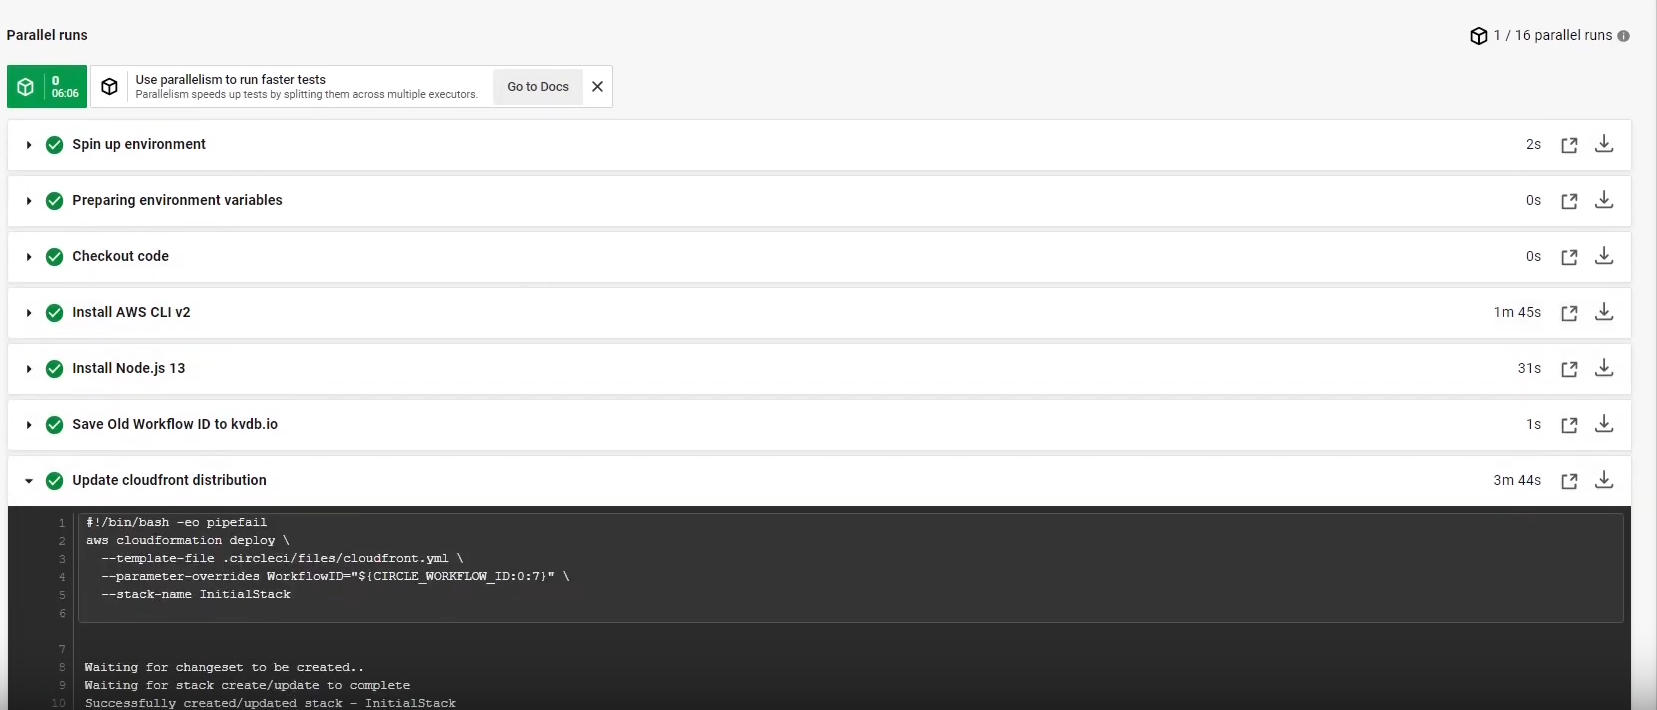 Parallel runs
1 / 16 parallel runs
0
06:06
Use parallelism to run faster tests
Parallelism speeds up tests by splitting them across multiple executors.
Go to Docs
Spin up environment 2s
Preparing environment variables 0s
Checkout code 0s
Install AWS CLI v2 1m 45s
Install Node.js 13 31s
Save Old Workflow ID to kvdb.io 1s
Update cloudfront distribution 3m 44s
1 #!/bin/bash -eo pipefail
2 aws cloudformation deploy \
3 --template-file .circleci/files/cloudfront.yml \
4 --parameter-overrides WorkflowID="${CIRCLE_WORKFLOW_ID:0:7}" \
5 --stack-name InitialStack
6
7
8 Waiting for changeset to be created..
9 Waiting for stack create/update to complete
10 Successfully created/updated stack - InitialStack